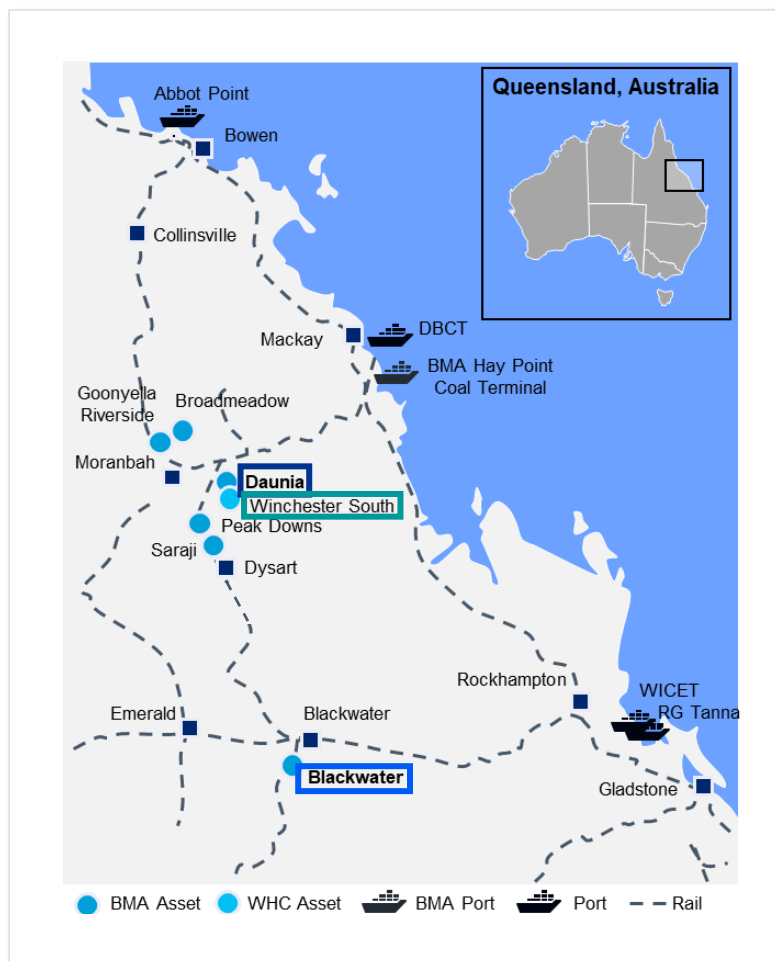 Queensland, Australia
Abbot Point
Bowen
Collinsville
Mackay
DBCT
BMA Hay Point
Coal Terminal
Goonyella
Riverside
Broadmeadow
Moranbah
Daunia
Winchester South
Peak Downs
Saraji
Dysart
Rockhampton
WICET
RG Tanna
Emerald
Blackwater
Blackwater
Gladstone
BMA Asset
WHC Asset
BMA Port
Port
Rail